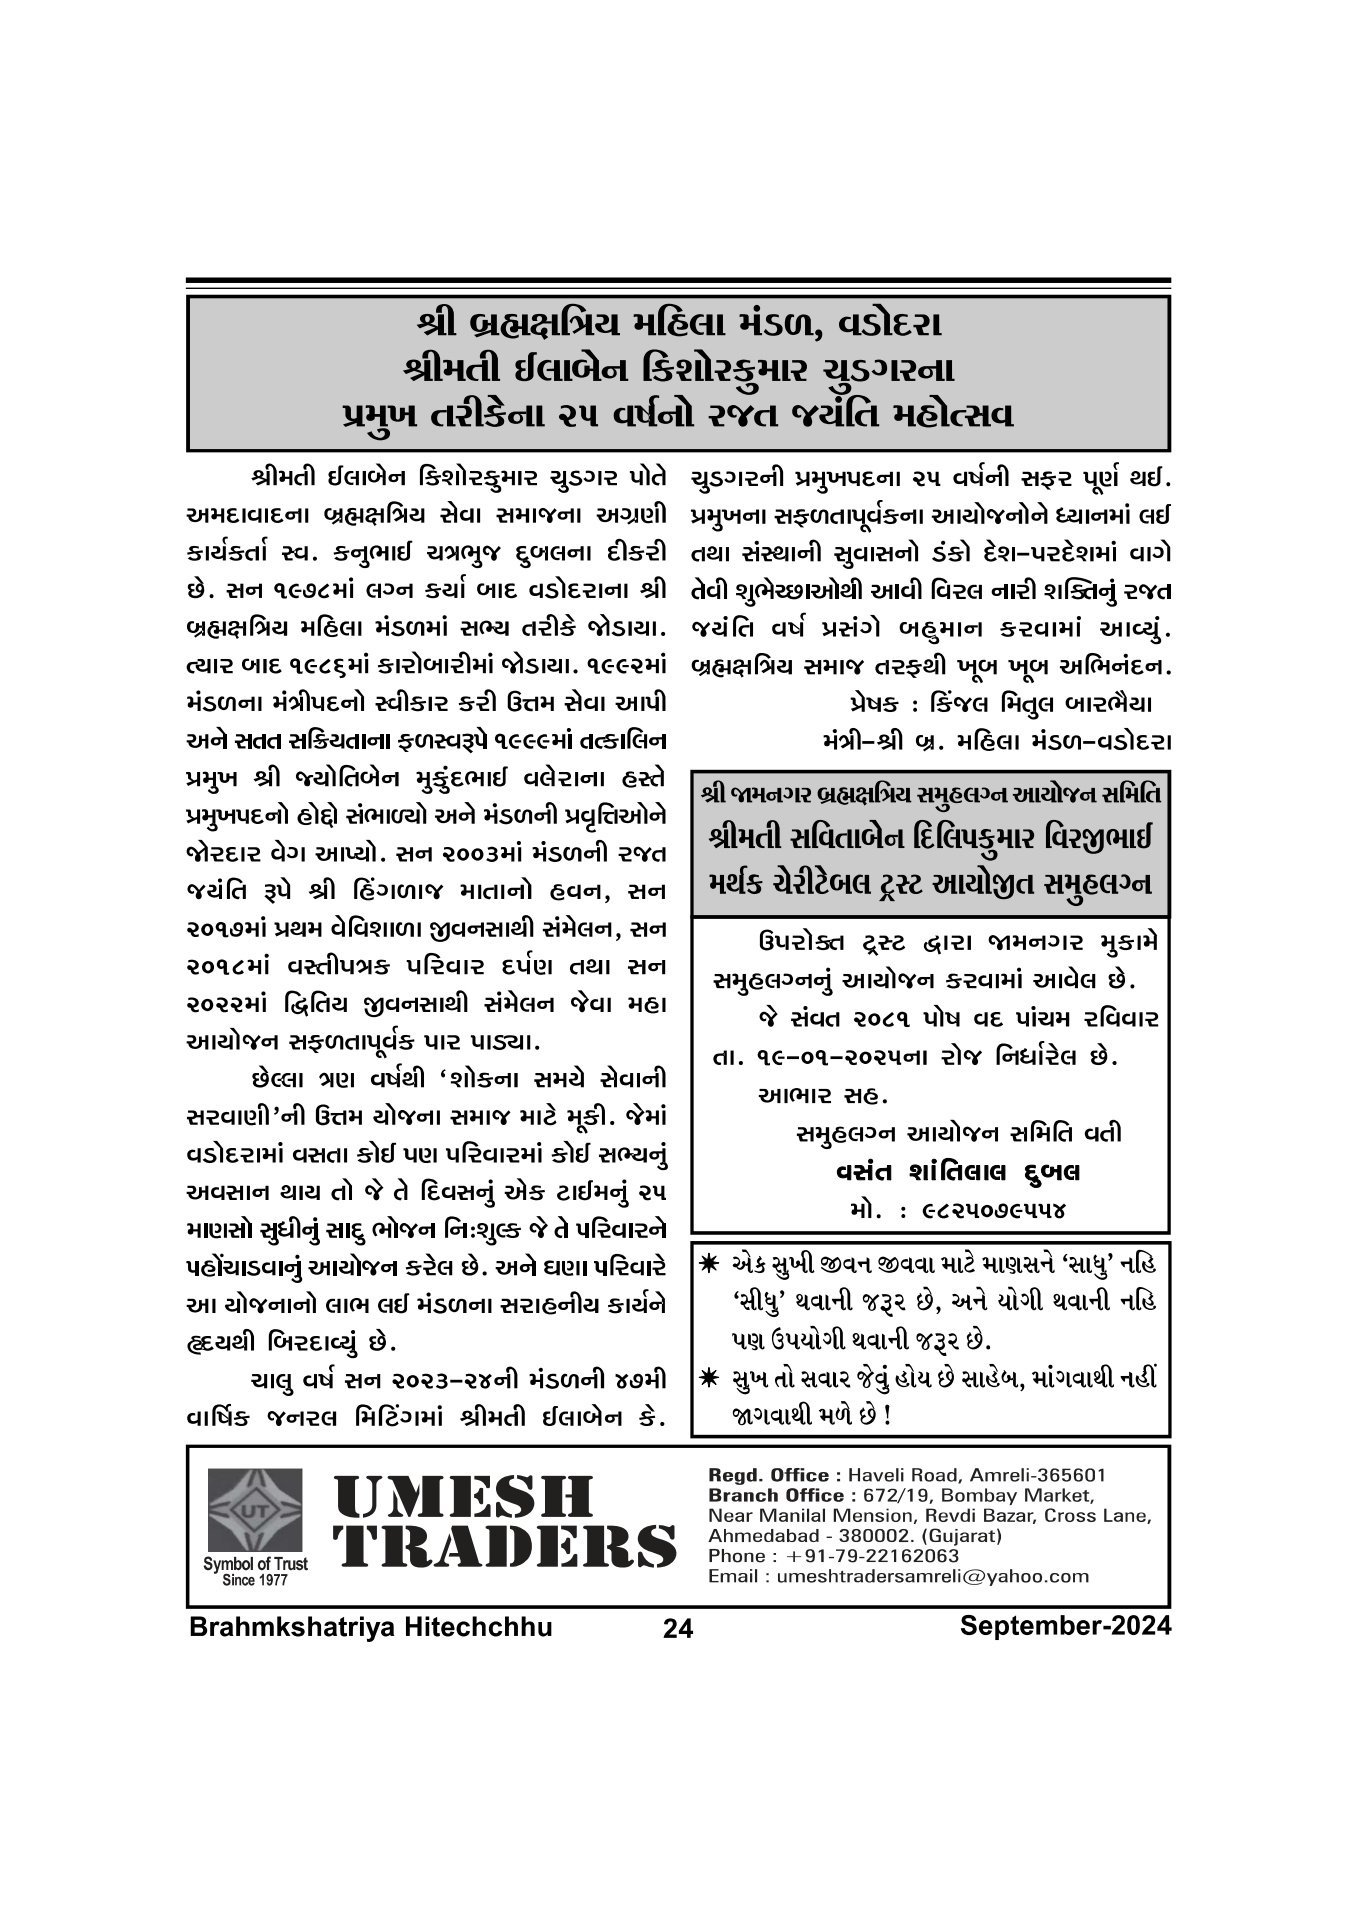 શ્રી બ્રહ્મક્ષત્રિય મહિલા મંડળ, વડોદરા
શ્રીમતી ઈલાબેન કિશોરકુમાર ચુડગરના
પ્રમુખ તરીકેના ૨૫ વર્ષનો રજત જયંતિ મહોત્સવ
શ્રીમતી ઈલાબેન કિશોરકુમાર ચુડગર પોતે
અમદાવાદના બ્રહ્મક્ષત્રિય સેવા સમાજના અગ્રણી
કાર્યકર્તા સ્વ. કનુભાઈ ચત્રભુજ દુબલના દીકરી
છે. સન ૧૯૭૮માં લગ્ન કર્યા બાદ વડોદરાના શ્રી
બ્રહ્મક્ષત્રિય મહિલા મંડળમાં સભ્ય તરીકે જોડાયા.
ત્યાર બાદ ૧૯૮૬માં કારોબારીમાં જોડાયા. ૧૯૯૨માં
મંડળના મંત્રીપદનો સ્વીકાર કરી ઉત્તમ સેવા આપી
અને સતત સક્રિયતાના ફળસ્વરૂપે ૧૯૯૯માં તત્કાલિન
પ્રમુખ શ્રી જ્યોતિબેન મુકુંદભાઈ વલેરાના હસ્તે
પ્રમુખપદનો હોદ્દો સંભાળ્યો અને મંડળની પ્રવૃત્તિઓને
જોરદાર વેગ આપ્યો. સન ૨૦૦૩માં મંડળની રજત
જયંતિ રૂપે શ્રી હિંગળાજ માતાનો હવન, સન
૨૦૧૭માં પ્રથમ વેવિશાળા જીવનસાથી સંમેલન, સન
૨૦૧૮માં વસ્તીપત્રક પરિવાર દર્પણ તથા સન
૨૦૨૨માં દ્વિતિય જીવનસાથી સંમેલન જેવા મહા
આયોજન સફળતાપૂર્વક પાર પાડ્યા.
છેલ્લા ત્રણ વર્ષથી ‘શોકના સમયે સેવાની
સરવાણી’ની ઉત્તમ યોજના સમાજ માટે મૂકી. જેમાં
વડોદરામાં વસતા કોઈ પણ પરિવારમાં કોઈ સભ્યનું
અવસાન થાય તો જે તે દિવસનું એક ટાઈમનું ૨૫
માણસો સુધીનું સાદુ ભોજન નિ:શુલ્ક જે તે પરિવારને
પહોંચાડવાનું આયોજન કરેલ છે. અને ઘણા પરિવારે
આ યોજનાનો લાભ લઈ મંડળના સરાહનીય કાર્યને
હૃદયથી બિરદાવ્યું છે.
ચાલુ વર્ષ સન ૨૦૨૩–૨૪ની મંડળની ૪૭મી
વાર્ષિક જનરલ મિટિંગમાં શ્રીમતી ઈલાબેન કે.
ચુડગરની પ્રમુખપદના ૨૫ વર્ષની સફર પૂર્ણ થઈ.
પ્રમુખના સફળતાપૂર્વકના આયોજનોને ધ્યાનમાં લઈ
તથા સંસ્થાની સુવાસનો ડંકો દેશ–પરદેશમાં વાગે
તેવી શુભેચ્છાઓથી આવી વિરલ નારી શક્તિનું રજત
જયંતિ વર્ષ પ્રસંગે બહુમાન કરવામાં આવ્યું.
બ્રહ્મક્ષત્રિય સમાજ તરફથી ખૂબ ખૂબ અભિનંદન.
પ્રેષક : કિંજલ મિતુલ બારભૈયા
મંત્રી–શ્રી બ્ર. મહિલા મંડળ–વડોદરા
શ્રી જામનગર બ્રહ્મક્ષત્રિય સમુહલગ્ન આયોજન સમિતિ
શ્રીમતી સવિતાબેન દિલિપકુમાર વિરજીભાઈ
મર્થક ચેરીટેબલ ટ્રસ્ટ આયોજીત સમુહલગ્ન
ઉપરોક્ત ટ્રસ્ટ દ્વારા જામનગર મુકામે
સમુહલગ્નનું આયોજન કરવામાં આવેલ છે.
જે સંવત ૨૦૮૧ પોષ વદ પાંચમ રવિવાર
તા. ૧૯–૦૧–૨૦૨૫ના રોજ નિર્ધારેલ છે.
આભાર સહ.
સમુહલગ્ન આયોજન સમિતિ વતી
વસંત શાંતિલાલ દુબલ
મો. : ૯૮૨૫૦૭૯૫૫૪
✷ એક સુખી જીવન જીવવા માટે માણસને ‘સાધુ’ નહિ
‘સીધુ’ થવાની જરૂર છે, અને યોગી થવાની નહિ
પણ ઉપયોગી થવાની જરૂર છે.
✷ સુખ તો સવાર જેવું હોય છે સાહેબ, માંગવાથી નહીં
જાગવાથી મળે છે !
UT
Symbol of Trust
Since 1977
UMESH
TRADERS
Regd. Office : Haveli Road, Amreli-365601
Branch Office : 672/19, Bombay Market,
Near Manilal Mension, Revdi Bazar, Cross Lane,
Ahmedabad - 380002. (Gujarat)
Phone : +91-79-22162063
Email : umeshtradersamreli@yahoo.com
Brahmkshatriya Hitechchhu 24 September-2024